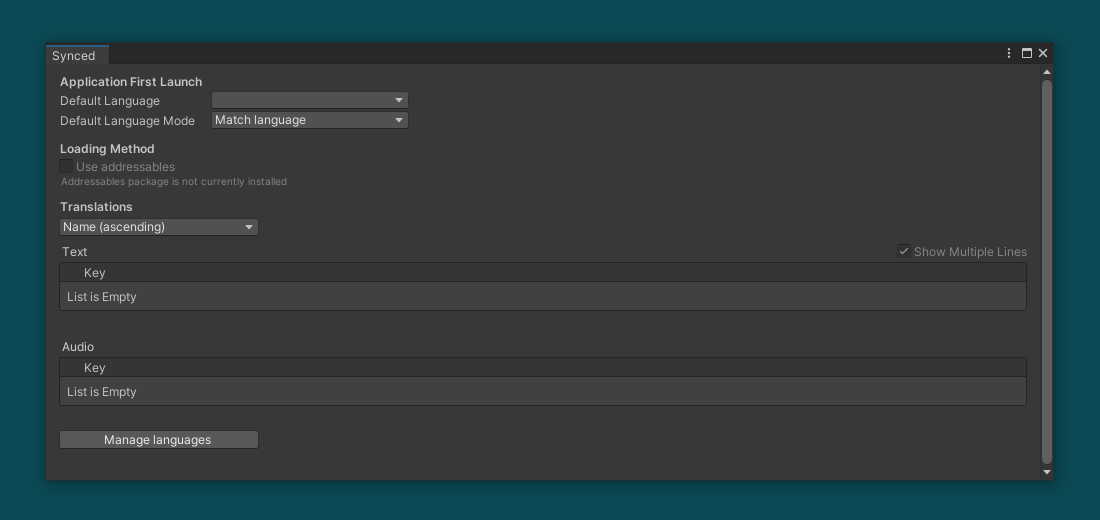 Synced
Application First Launch
Default Language
Default Language Mode Match language
Loading Method
Use addressables
Addressables package is not currently installed
Translations
Name (ascending)
Text Show Multiple Lines
Key
List is Empty
Audio
Key
List is Empty
Manage languages